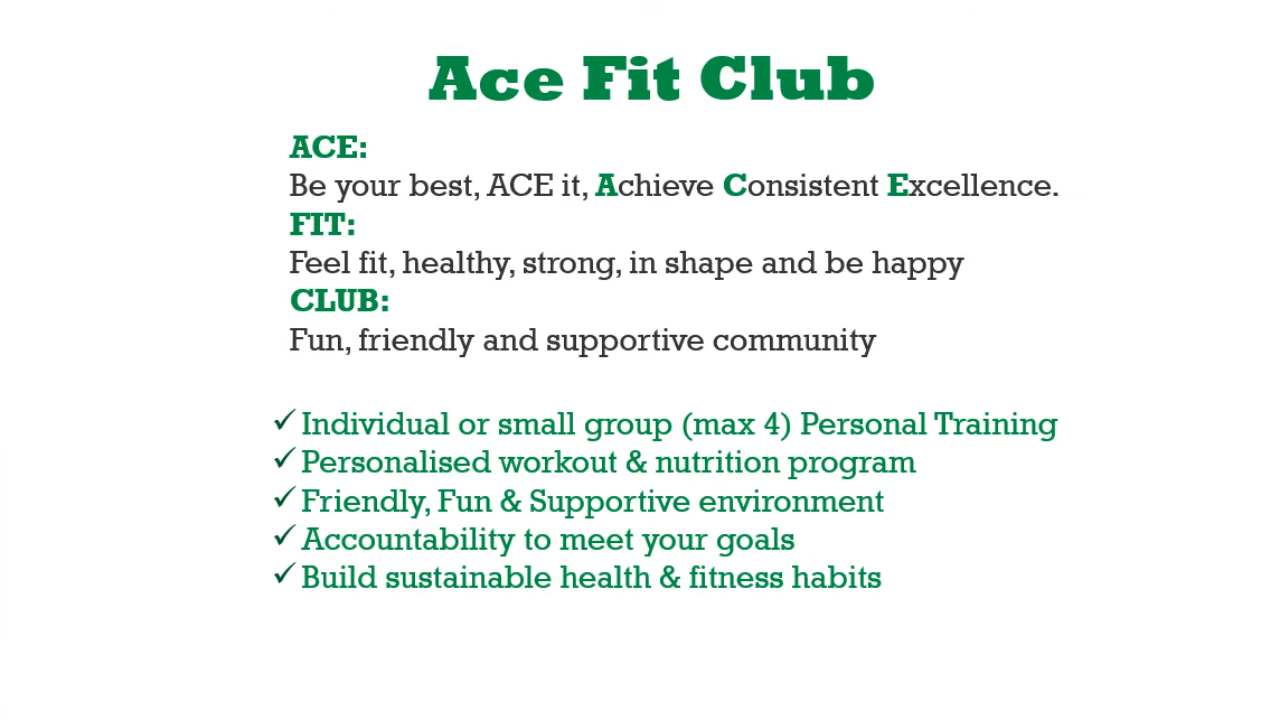 Ace Fit Club
ACE:
Be your best, ACE it, Achieve Consistent Excellence.
FIT:
Feel fit, healthy, strong, in shape and be happy
CLUB:
Fun, friendly and supportive community
✓ Individual or small group (max 4) Personal Training
✓ Personalised workout & nutrition program
✓ Friendly, Fun & Supportive environment
✓ Accountability to meet your goals
✓ Build sustainable health & fitness habits